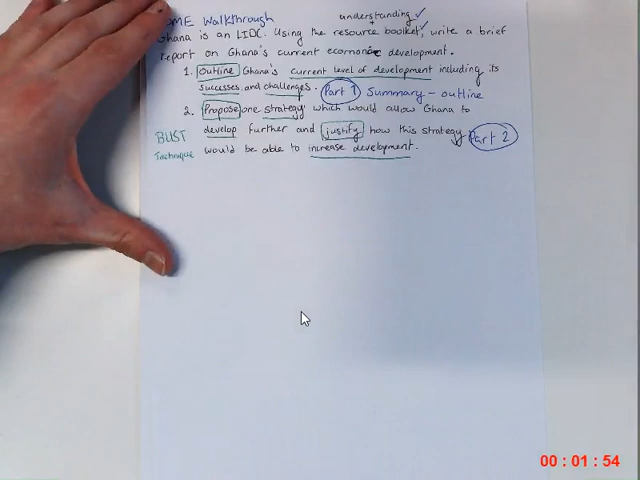 DME Walkthrough
understanding ✓
+
Ghana is an LIDC. Using the resource booklet ✓, write a brief
report on Ghana's current economic development.
1. Outline Ghana's current level of development including its
successes and challenges. Part 1 Summary - outline
2. Propose one strategy which would allow Ghana to
develop further and justify how this strategy Part 2
would be able to increase development.
BUST
Technique
00 : 01 : 54